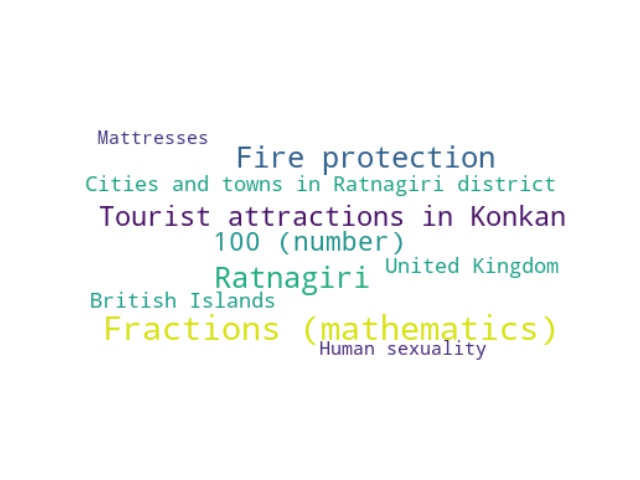 Mattresses
Fire protection
Cities and towns in Ratnagiri district
Tourist attractions in Konkan
100 (number)
United Kingdom
Ratnagiri
British Islands
Fractions (mathematics)
Human sexuality